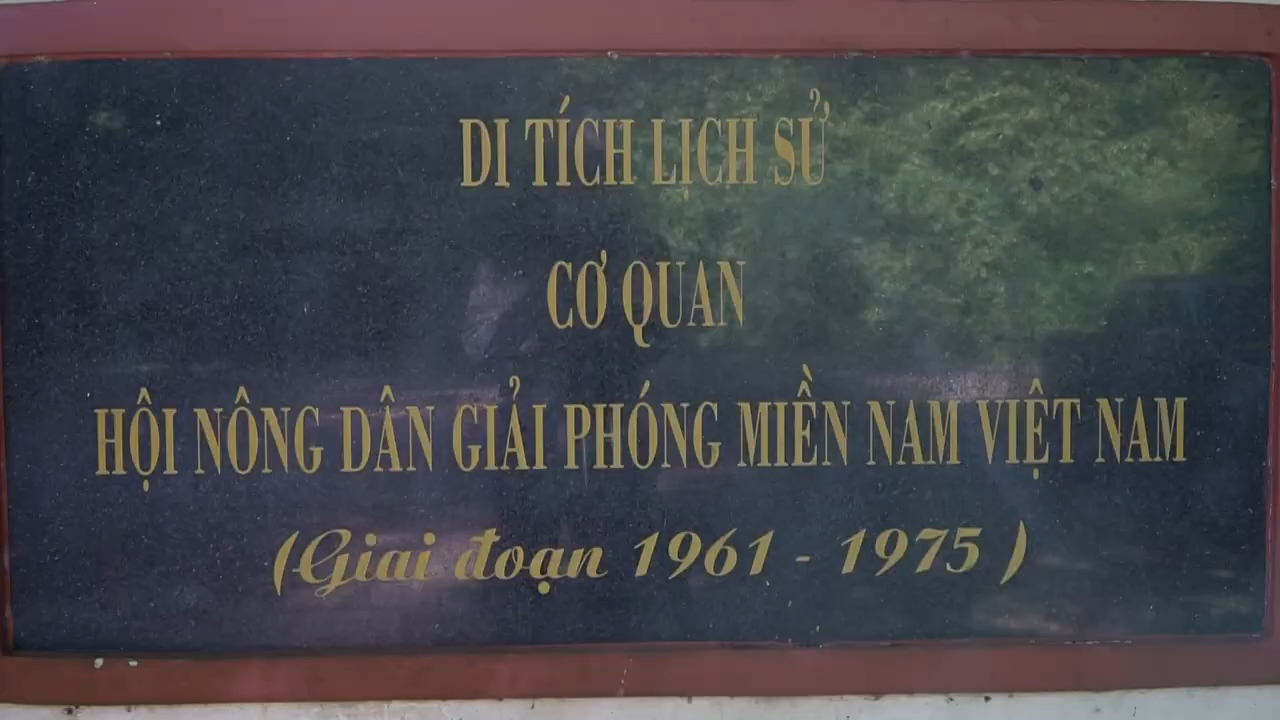 DI TÍCH LỊCH SỬ
CƠ QUAN
HỘI NÔNG DÂN GIẢI PHÓNG MIỀN NAM VIỆT NAM
(Giai đoạn 1961 - 1975 )